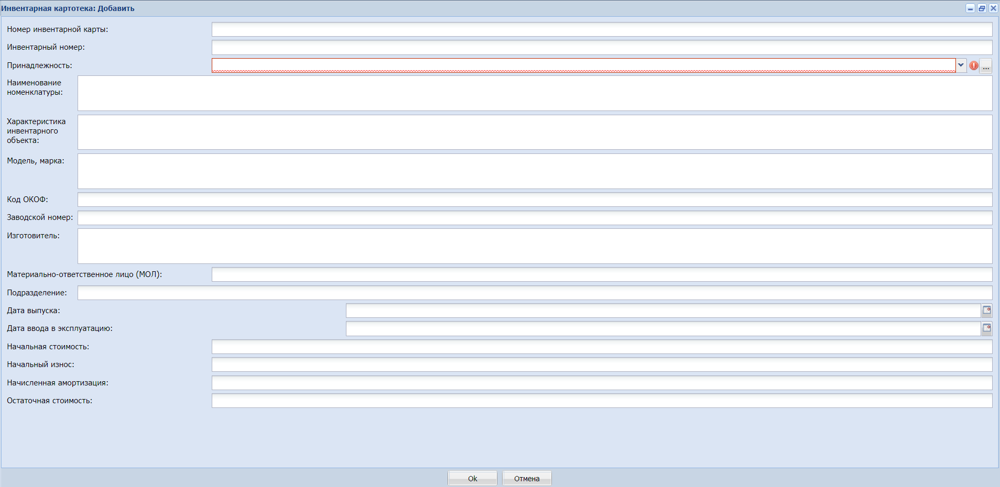 Инвентарная картотека: Добавить
Номер инвентарной карты:
Инвентарный номер:
Принадлежность:
...
Наименование
номенклатуры:
Характеристика
инвентарного
объекта:
Модель, марка:
Код ОКОФ:
Заводской номер:
Изготовитель:
Материально-ответственное лицо (МОЛ):
Подразделение:
Дата выпуска:
Дата ввода в эксплуатацию:
Начальная стоимость:
Начальный износ:
Начисленная амортизация:
Остаточная стоимость:
Ok Отмена